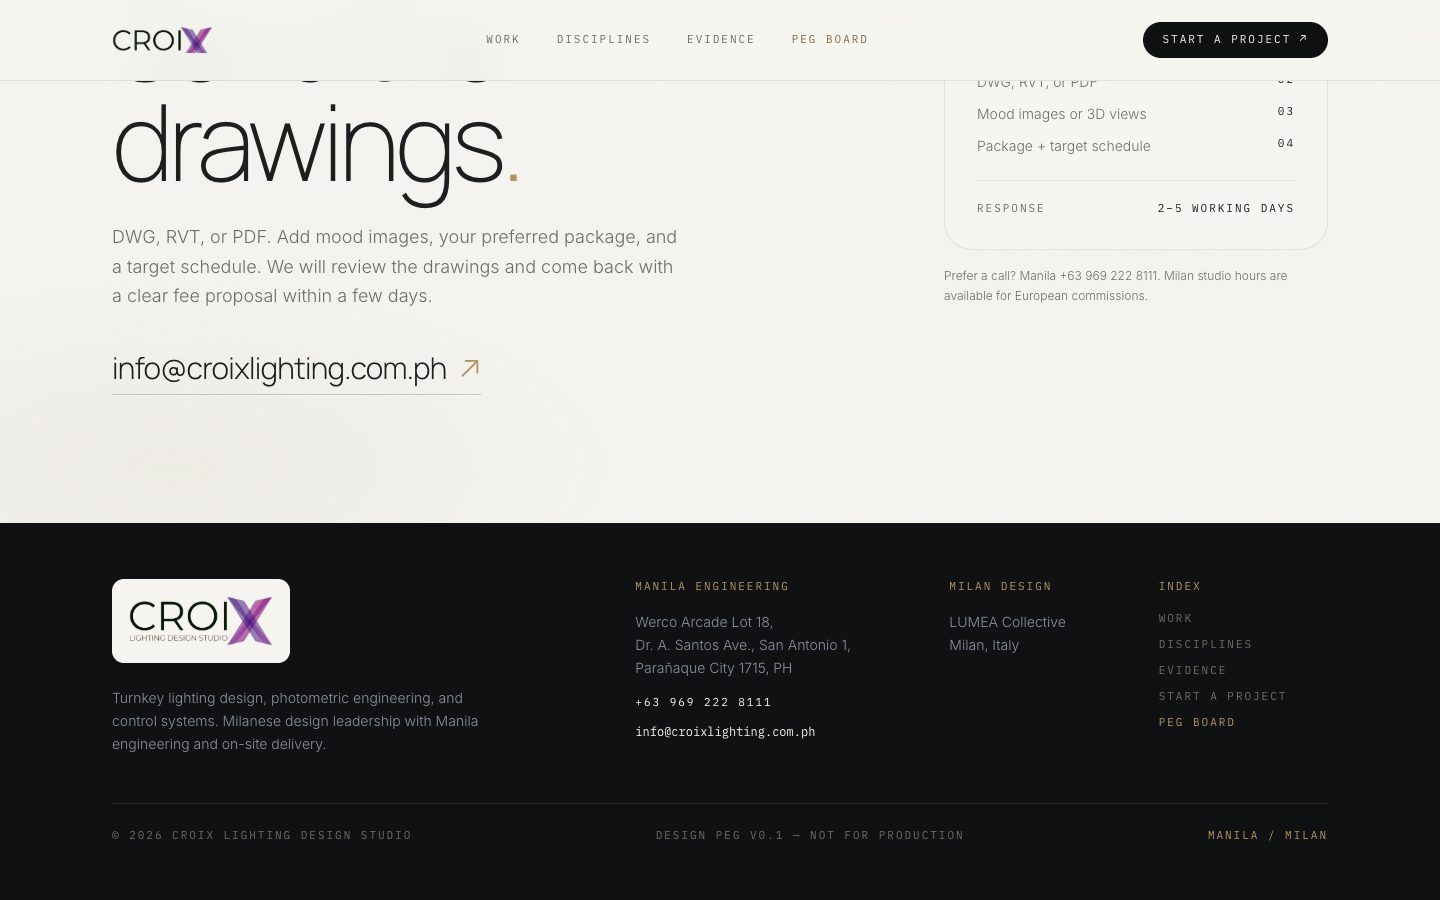 CROIX
WORK
DISCIPLINES
EVIDENCE
PEG BOARD
START A PROJECT ↗
drawings.
DWG, RVT, or PDF. Add mood images, your preferred package, and
a target schedule. We will review the drawings and come back with
a clear fee proposal within a few days.
info@croixlighting.com.ph ↗
DWG, RVT, or PDF 02
Mood images or 3D views 03
Package + target schedule 04
RESPONSE 2–5 WORKING DAYS
Prefer a call? Manila +63 969 222 8111. Milan studio hours are
available for European commissions.
CROIX
LIGHTING DESIGN STUDIO
Turnkey lighting design, photometric engineering, and
control systems. Milanese design leadership with Manila
engineering and on-site delivery.
MANILA ENGINEERING
Werco Arcade Lot 18,
Dr. A. Santos Ave., San Antonio 1,
Parañaque City 1715, PH
+63 969 222 8111
info@croixlighting.com.ph
MILAN DESIGN
LUMEA Collective
Milan, Italy
INDEX
WORK
DISCIPLINES
EVIDENCE
START A PROJECT
PEG BOARD
© 2026 CROIX LIGHTING DESIGN STUDIO
DESIGN PEG V0.1 — NOT FOR PRODUCTION
MANILA / MILAN